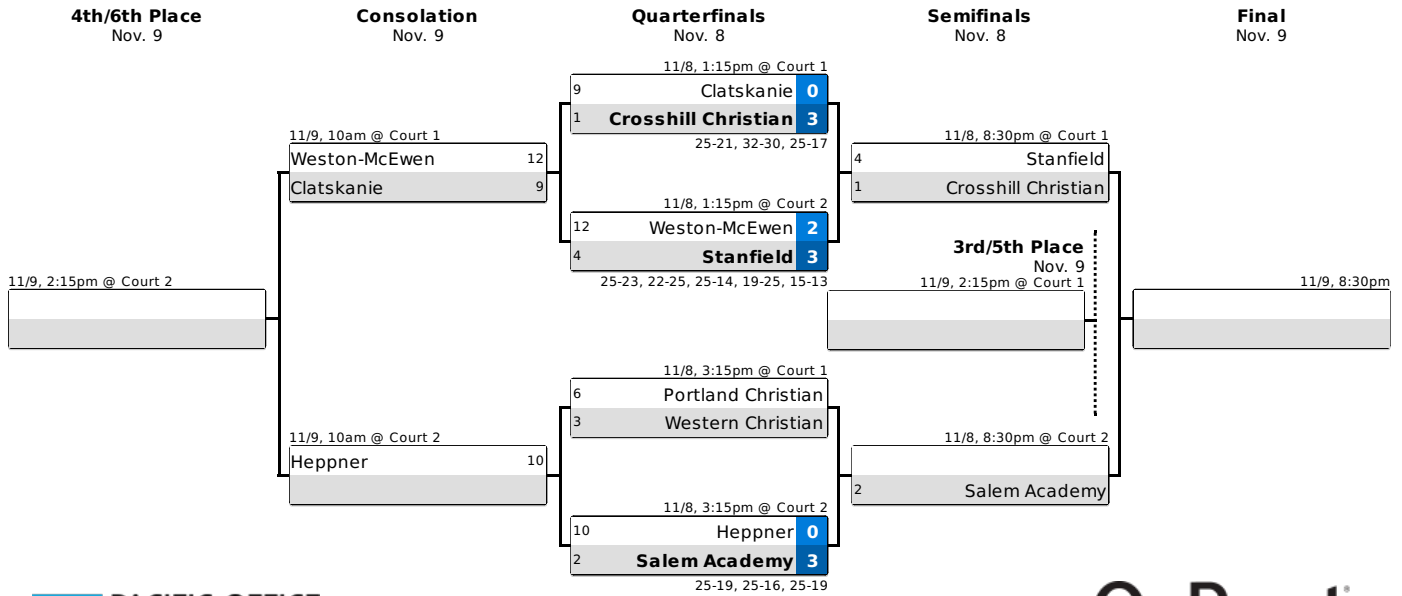 4th/6th Place
Nov. 9
Consolation
Nov. 9
Quarterfinals
Nov. 8
Semifinals
Nov. 8
Final
Nov. 9
11/8, 1:15pm @ Court 1
9 Clatskanie 0
1 Crosshill Christian 3
25-21, 32-30, 25-17
11/9, 10am @ Court 1
Weston-McEwen 12
Clatskanie 9
11/8, 8:30pm @ Court 1
4 Stanfield
1 Crosshill Christian
11/8, 1:15pm @ Court 2
12 Weston-McEwen 2
4 Stanfield 3
25-23, 22-25, 25-14, 19-25, 15-13
3rd/5th Place
Nov. 9
11/9, 2:15pm @ Court 1
11/9, 2:15pm @ Court 2
11/9, 8:30pm
11/8, 3:15pm @ Court 1
6 Portland Christian
3 Western Christian
11/9, 10am @ Court 2
Heppner 10
11/8, 8:30pm @ Court 2
2 Salem Academy
11/8, 3:15pm @ Court 2
10 Heppner 0
2 Salem Academy 3
25-19, 25-16, 25-19
PACIFIC OFFICE